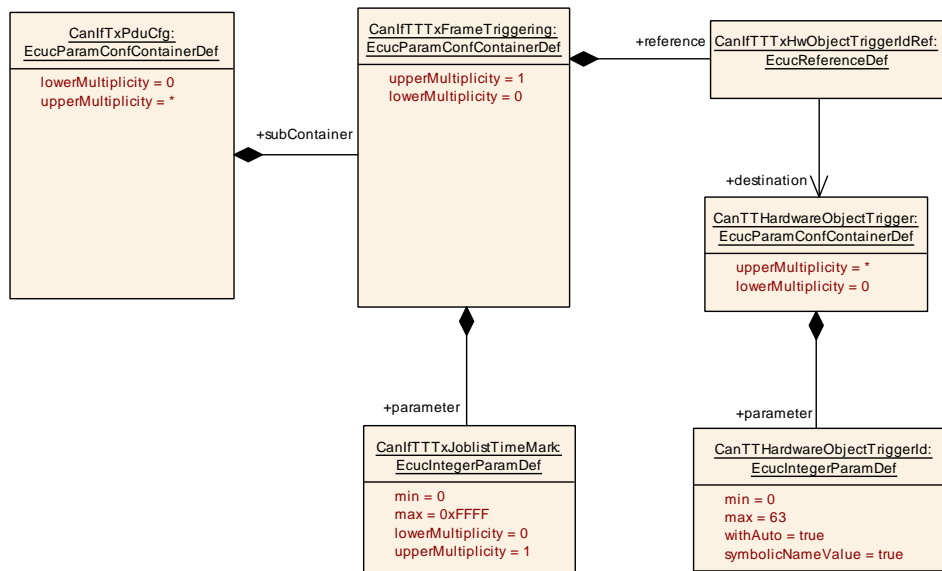 CanIfTxPduCfg:
EcucParamConfContainerDef
lowerMultiplicity = 0
upperMultiplicity = *
+subContainer
CanIfTTTxFrameTriggering:
EcucParamConfContainerDef
upperMultiplicity = 1
lowerMultiplicity = 0
+reference
CanIfTTTxHwObjectTriggerIdRef:
EcucReferenceDef
+destination
CanTTHardwareObjectTrigger:
EcucParamConfContainerDef
upperMultiplicity = *
lowerMultiplicity = 0
+parameter
CanIfTTTxJoblistTimeMark:
EcucIntegerParamDef
min = 0
max = 0xFFFF
lowerMultiplicity = 0
upperMultiplicity = 1
+parameter
CanTTHardwareObjectTriggerId:
EcucIntegerParamDef
min = 0
max = 63
withAuto = true
symbolicNameValue = true